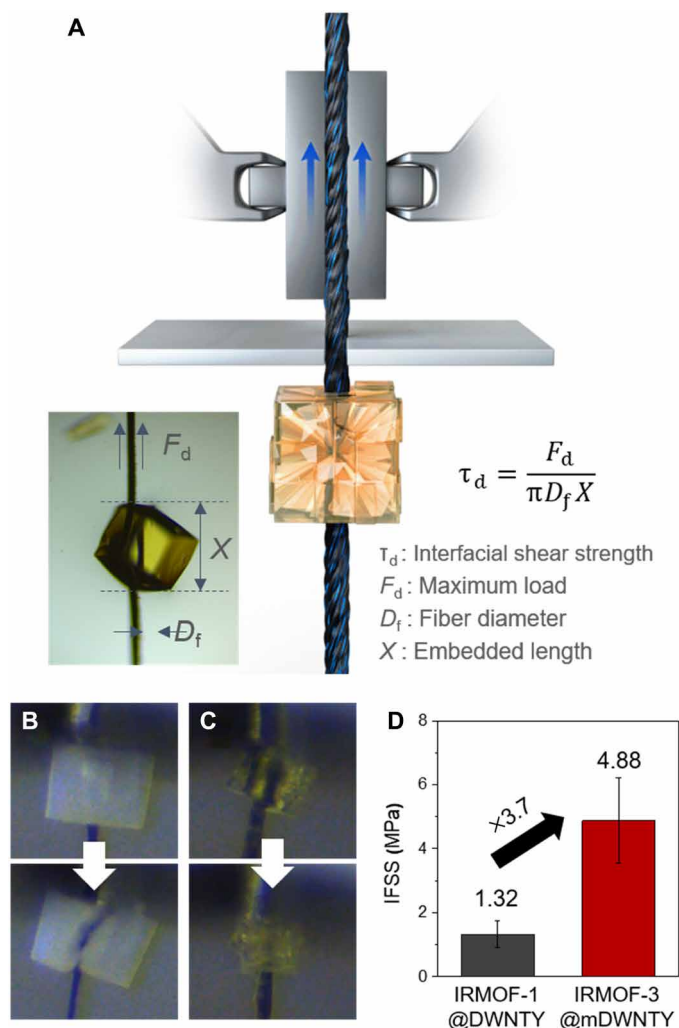 A
F_d
X
D_f
τ_d = F_d / πD_f X
τ_d : Interfacial shear strength
F_d : Maximum load
D_f : Fiber diameter
X : Embedded length
B
C
D
8
6
4
2
0
IFSS (MPa)
1.32
×3.7
4.88
IRMOF-1
@DWNTY
IRMOF-3
@mDWNTY